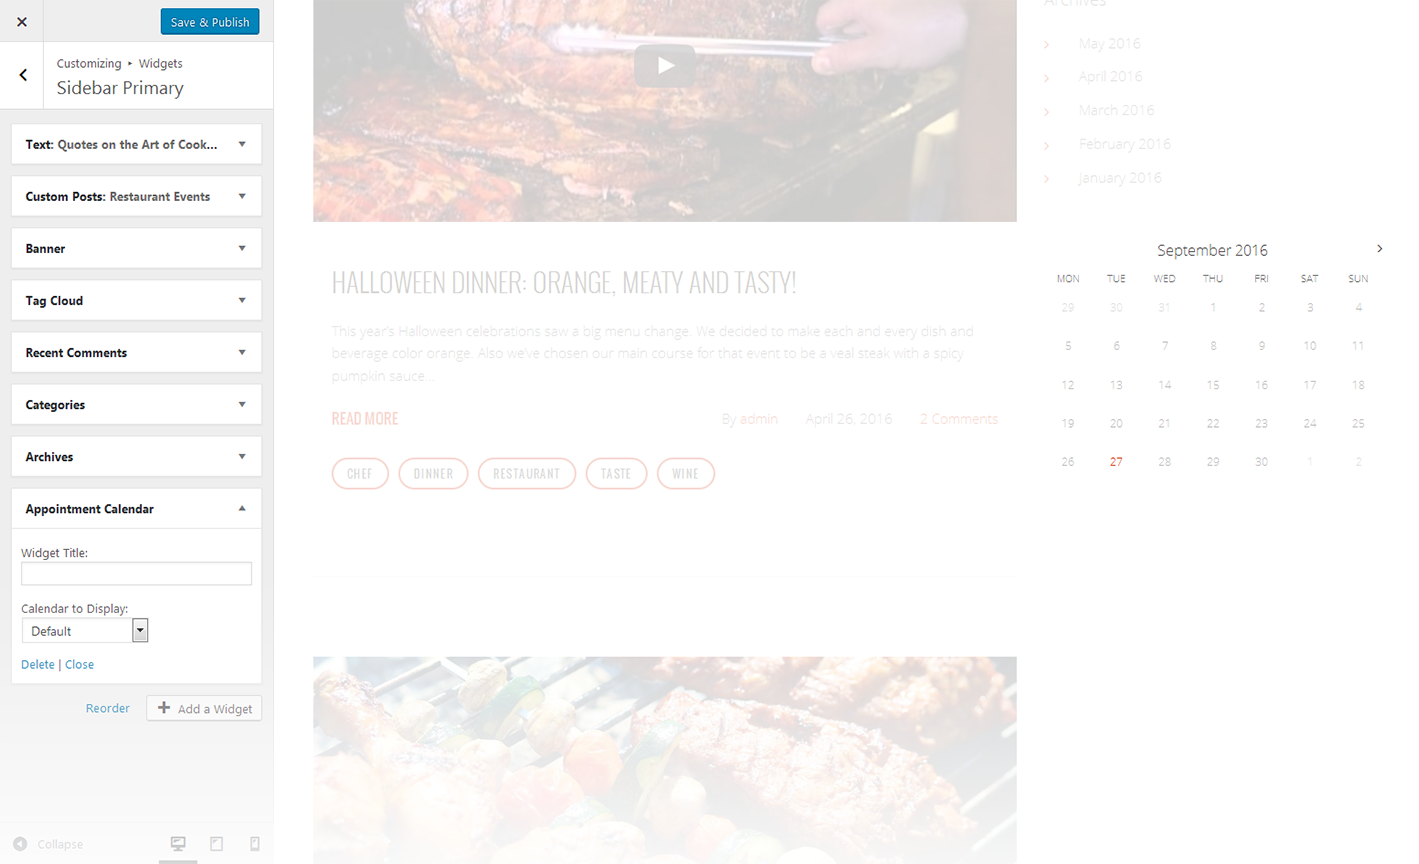 Save & Publish
Customizing ▸ Widgets
Sidebar Primary
Text: Quotes on the Art of Cook...
Custom Posts: Restaurant Events
Banner
Tag Cloud
Recent Comments
Categories
Archives
Appointment Calendar
Widget Title:
Calendar to Display:
Default
Delete | Close
Reorder
Add a Widget
Collapse
HALLOWEEN DINNER: ORANGE, MEATY AND TASTY!
This year's Halloween celebrations saw a big menu change. We decided to make each and every dish and
beverage color orange. Also we've chosen our main course for that event to be a veal steak with a spicy
pumpkin sauce...
READ MORE By admin April 26, 2016 2 Comments
CHEF DINNER RESTAURANT TASTE WINE
Archives
May 2016
April 2016
March 2016
February 2016
January 2016
September 2016
MON TUE WED THU FRI SAT SUN
29 30 31 1 2 3 4
5 6 7 8 9 10 11
12 13 14 15 16 17 18
19 20 21 22 23 24 25
26 27 28 29 30 1 2